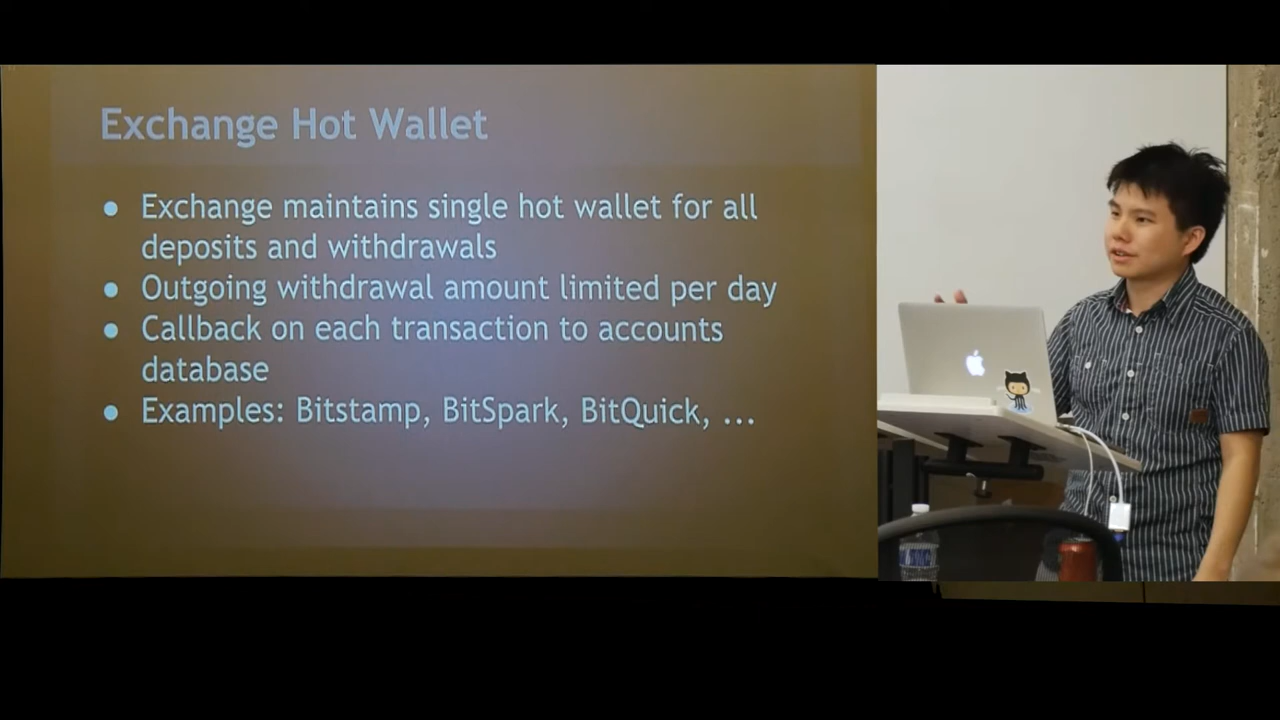 Exchange Hot Wallet
● Exchange maintains single hot wallet for all
deposits and withdrawals
● Outgoing withdrawal amount limited per day
● Callback on each transaction to accounts
database
● Examples: Bitstamp, BitSpark, BitQuick, ...